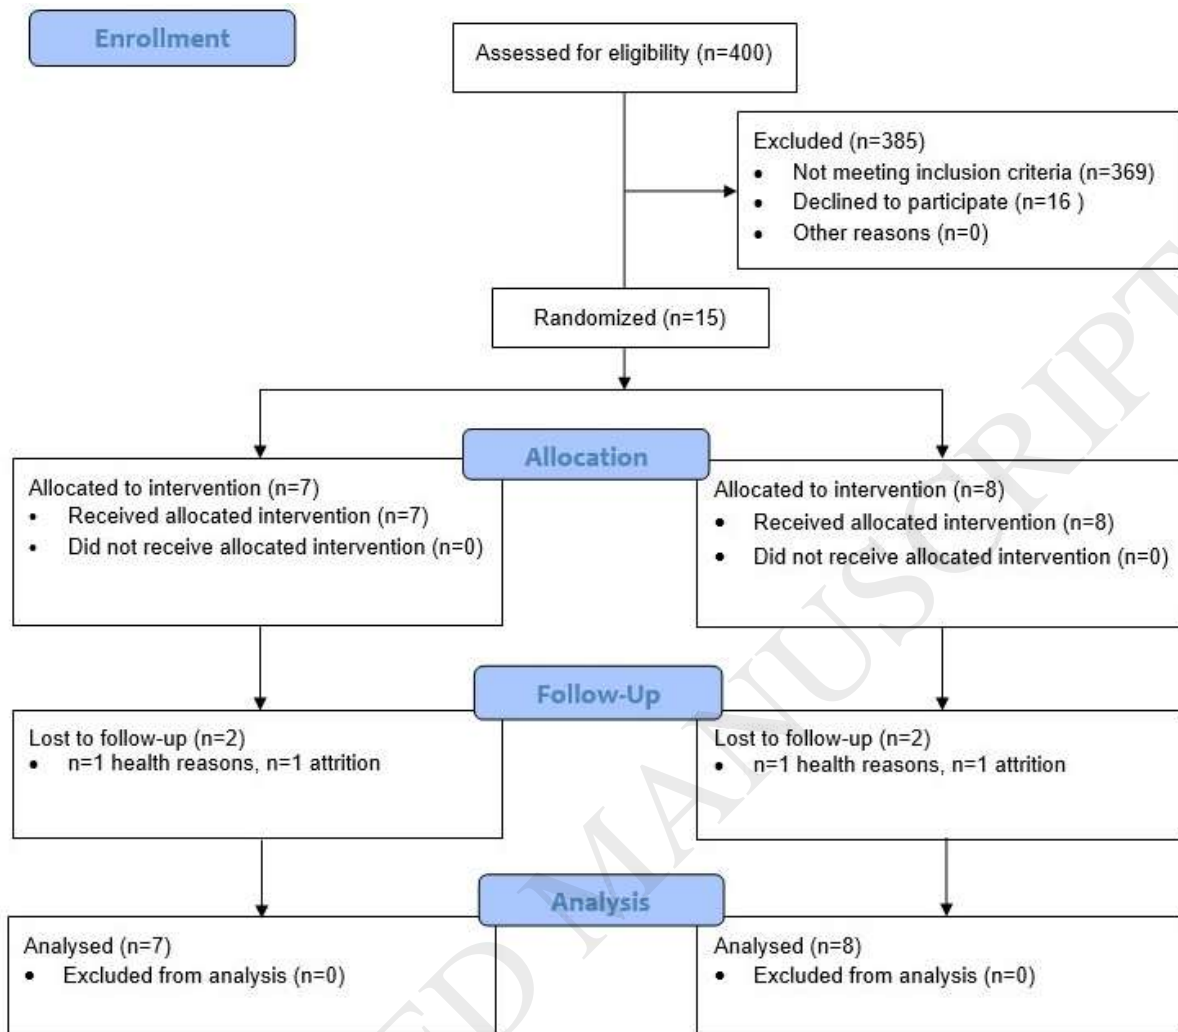 Enrollment
Assessed for eligibility (n=400)
Excluded (n=385)
• Not meeting inclusion criteria (n=369)
• Declined to participate (n=16 )
• Other reasons (n=0)
Randomized (n=15)
Allocation
Allocated to intervention (n=7)
• Received allocated intervention (n=7)
• Did not receive allocated intervention (n=0)
Allocated to intervention (n=8)
• Received allocated intervention (n=8)
• Did not receive allocated intervention (n=0)
Follow-Up
Lost to follow-up (n=2)
• n=1 health reasons, n=1 attrition
Lost to follow-up (n=2)
• n=1 health reasons, n=1 attrition
Analysis
Analysed (n=7)
• Excluded from analysis (n=0)
Analysed (n=8)
• Excluded from analysis (n=0)
ED MANUSCRIPT